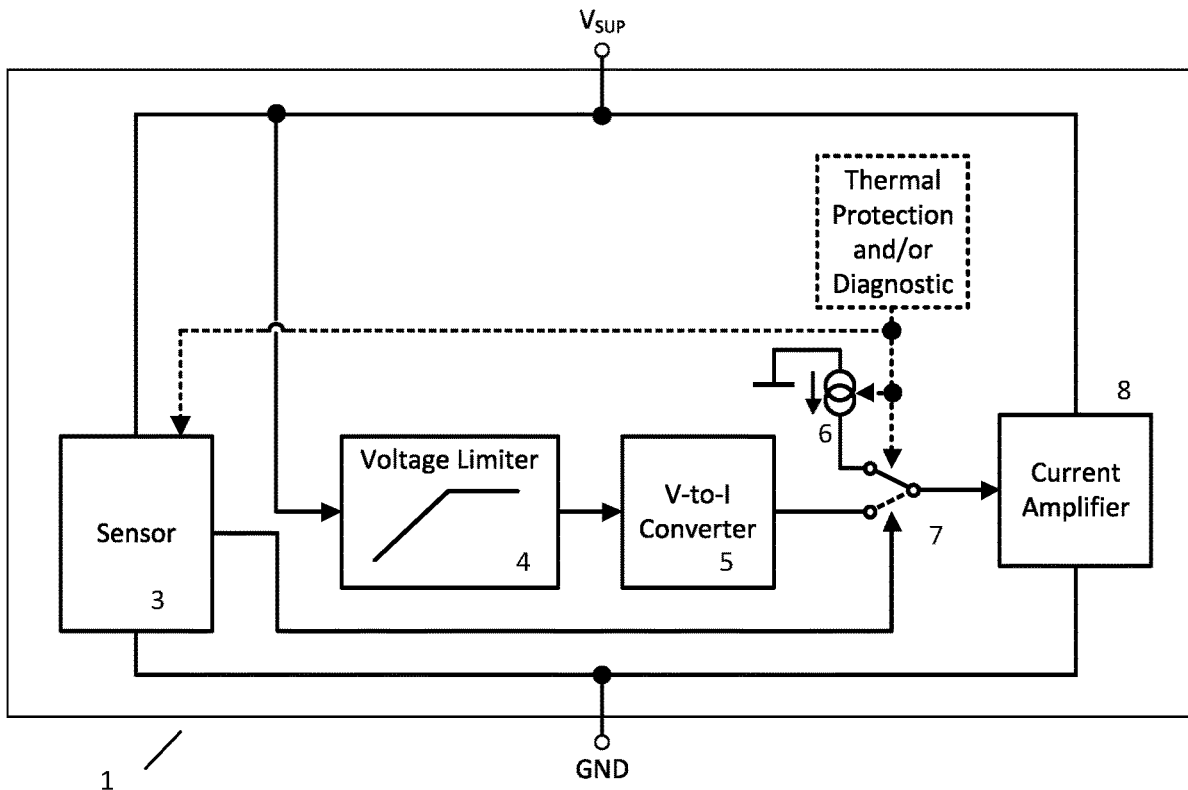 VSUP
Thermal
Protection
and/or
Diagnostic
8
6
Voltage Limiter
V-to-I
Converter
Current
Amplifier
Sensor
7
4
5
3
GND
1